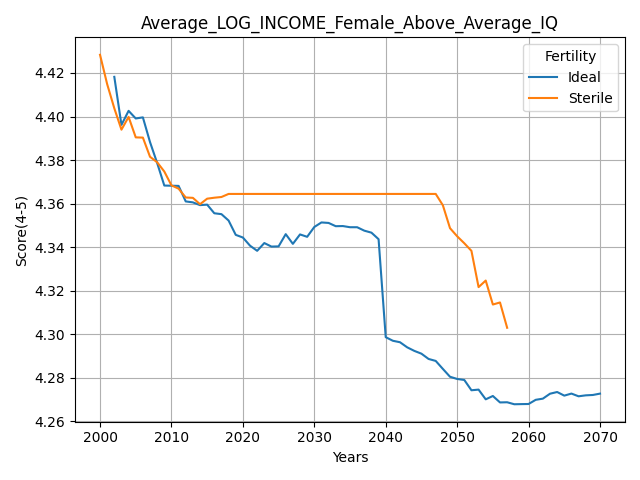 Average_LOG_INCOME_Female_Above_Average_IQ
Fertility
Ideal
Sterile
Score(4-5)
4.42
4.40
4.38
4.36
4.34
4.32
4.30
4.28
4.26
2000
2010
2020
2030
2040
2050
2060
2070
Years